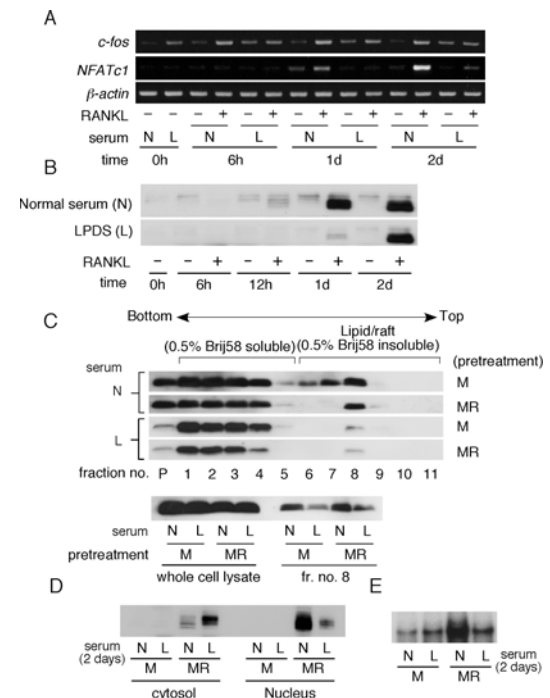 A
c-fos
NFATc1
β-actin
RANKL − − − + − + − + − + − + − +
serum N L N L N L N L
time 0h 6h 1d 2d
B
Normal serum (N)
LPDS (L)
RANKL − − + − + − + − +
time 0h 6h 12h 1d 2d
C
Bottom Top
Lipid/raft
(0.5% Brij58 soluble) (0.5% Brij58 insoluble)
serum (pretreatment)
N M
MR
L M
MR
fraction no. P 1 2 3 4 5 6 7 8 9 10 11
serum N L N L N L N L
pretreatment M MR M MR
whole cell lysate fr. no. 8
D E
serum N L N L N L N L N L N L serum
(2 days) M MR M MR M MR (2 days)
cytosol Nucleus